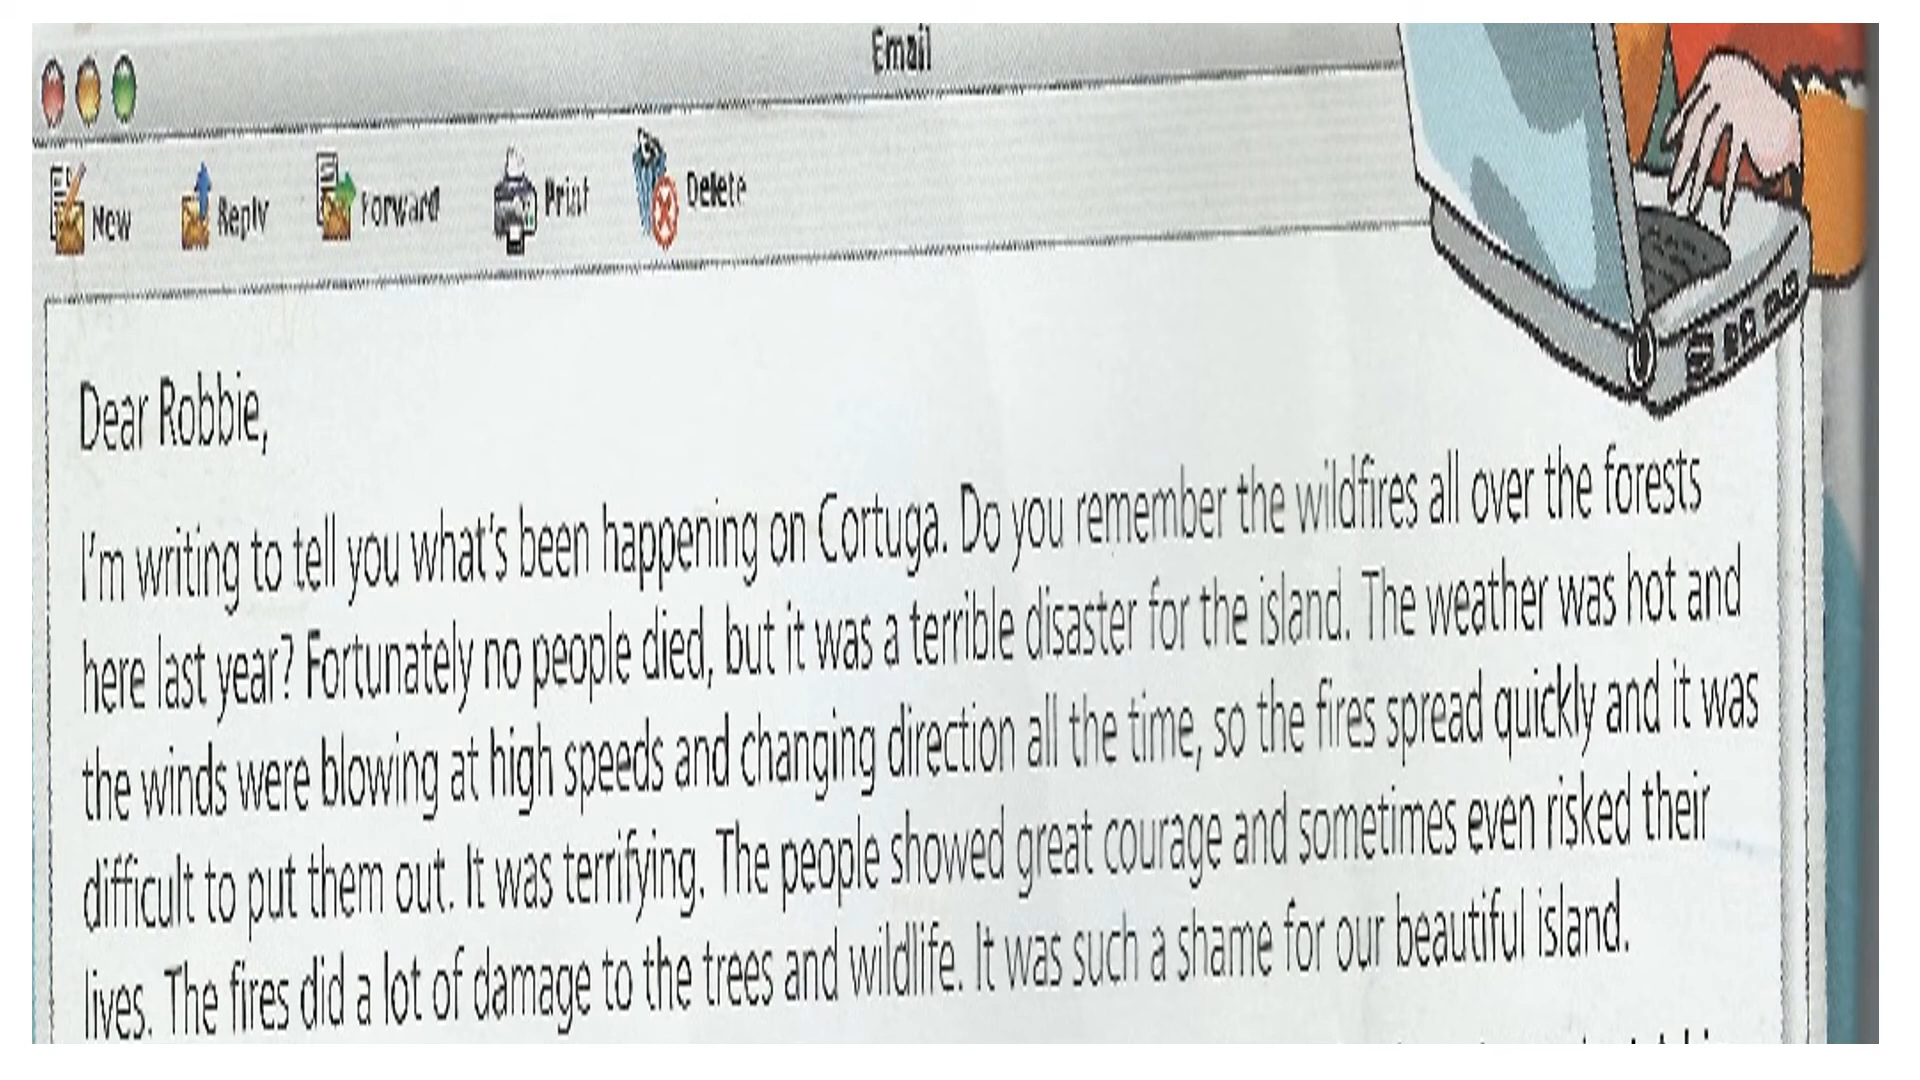 Email
New Reply Forward Print Delete
Dear Robbie,
I'm writing to tell you what's been happening on Cortuga. Do you remember the wildfires all over the forests
here last year? Fortunately no people died, but it was a terrible disaster for the island. The weather was hot and
the winds were blowing at high speeds and changing direction all the time, so the fires spread quickly and it was
difficult to put them out. It was terrifying. The people showed great courage and sometimes even risked their
lives. The fires did a lot of damage to the trees and wildlife. It was such a shame for our beautiful island.